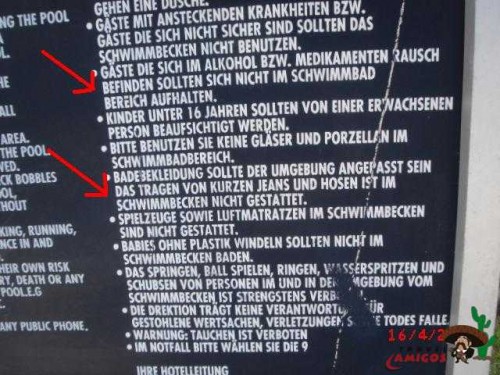 NG THE POOL
HE
ALL
AREA.
THE POOL.
WED.
CK BOBBLES
OOL.
THOUT
KING, RUNNING,
NCE IN AND
HEIR OWN RISK
RY, DEATH OR ANY
POOL.E.G
ANY PUBLIC PHONE.
GEHEN EINE DUSCHE.
• GÄSTE MIT ANSTECKENDEN KRANKHEITEN BZW.
GÄSTE DIE SICH NICHT SICHER SIND SOLLTEN DAS
SCHWIMMBECKEN NICHT BENUTZEN.
• GÄSTE DIE SICH IM ALKOHOL BZW. MEDIKAMENTEN RAUSCH
BEFINDEN SOLLTEN SICH NICHT IM SCHWIMMBAD
BEREICH AUFHALTEN.
• KINDER UNTER 16 JAHREN SOLLTEN VON EINER ERWACHSENEN
PERSON BEAUFSICHTIGT WERDEN.
• BITTE BENUTZEN SIE KEINE GLÄSER UND PORZELLAN IM
SCHWIMMBADBEREICH.
• BADEBEKLEIDUNG SOLLTE DER UMGEBUNG ANGEPASST SEIN
DAS TRAGEN VON KURZEN JEANS UND HOSEN IST IM
SCHWIMMBECKEN NICHT GESTATTET.
• SPIELZEUGE SOWIE LUFTMATRATZEN IM SCHWIMMBECKEN
SIND NICHT GESTATTET.
• BABIES OHNE PLASTIK WINDELN SOLLTEN NICHT IM
SCHWIMMBECKEN BADEN.
• DAS SPRINGEN, BALL SPIELEN, RINGEN, WASSERSPRITZEN UND
SCHUBSEN VON PERSONEN IM UND IN DER UMGEBUNG VOM
SCHWIMMBECKEN IST STRENGSTENS VERB
• DIE DREKTION TRÄGT KEINE VERANTWOR FÜR
GESTOHLENE WERTSACHEN, VERLETZUNGEN, TODES FALLE
• WARNUNG: TAUCHEN IST VERBOTEN
• IM NOTFALL BITTE WÄHLEN SIE DIE 9
IHRE HOTELLEITUNG
16/4/2
AMIGOS